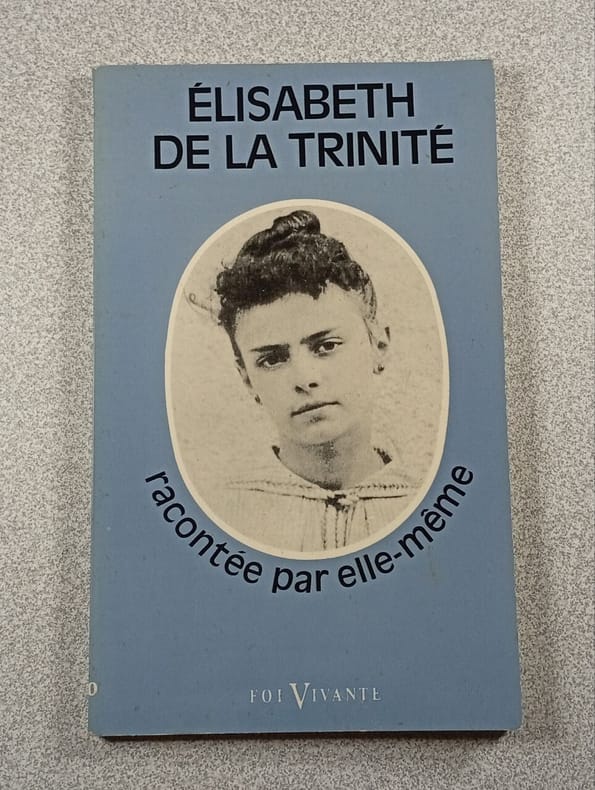 ÉLISABETH
DE LA TRINITÉ
racontée par elle-même
FOI VIVANTE